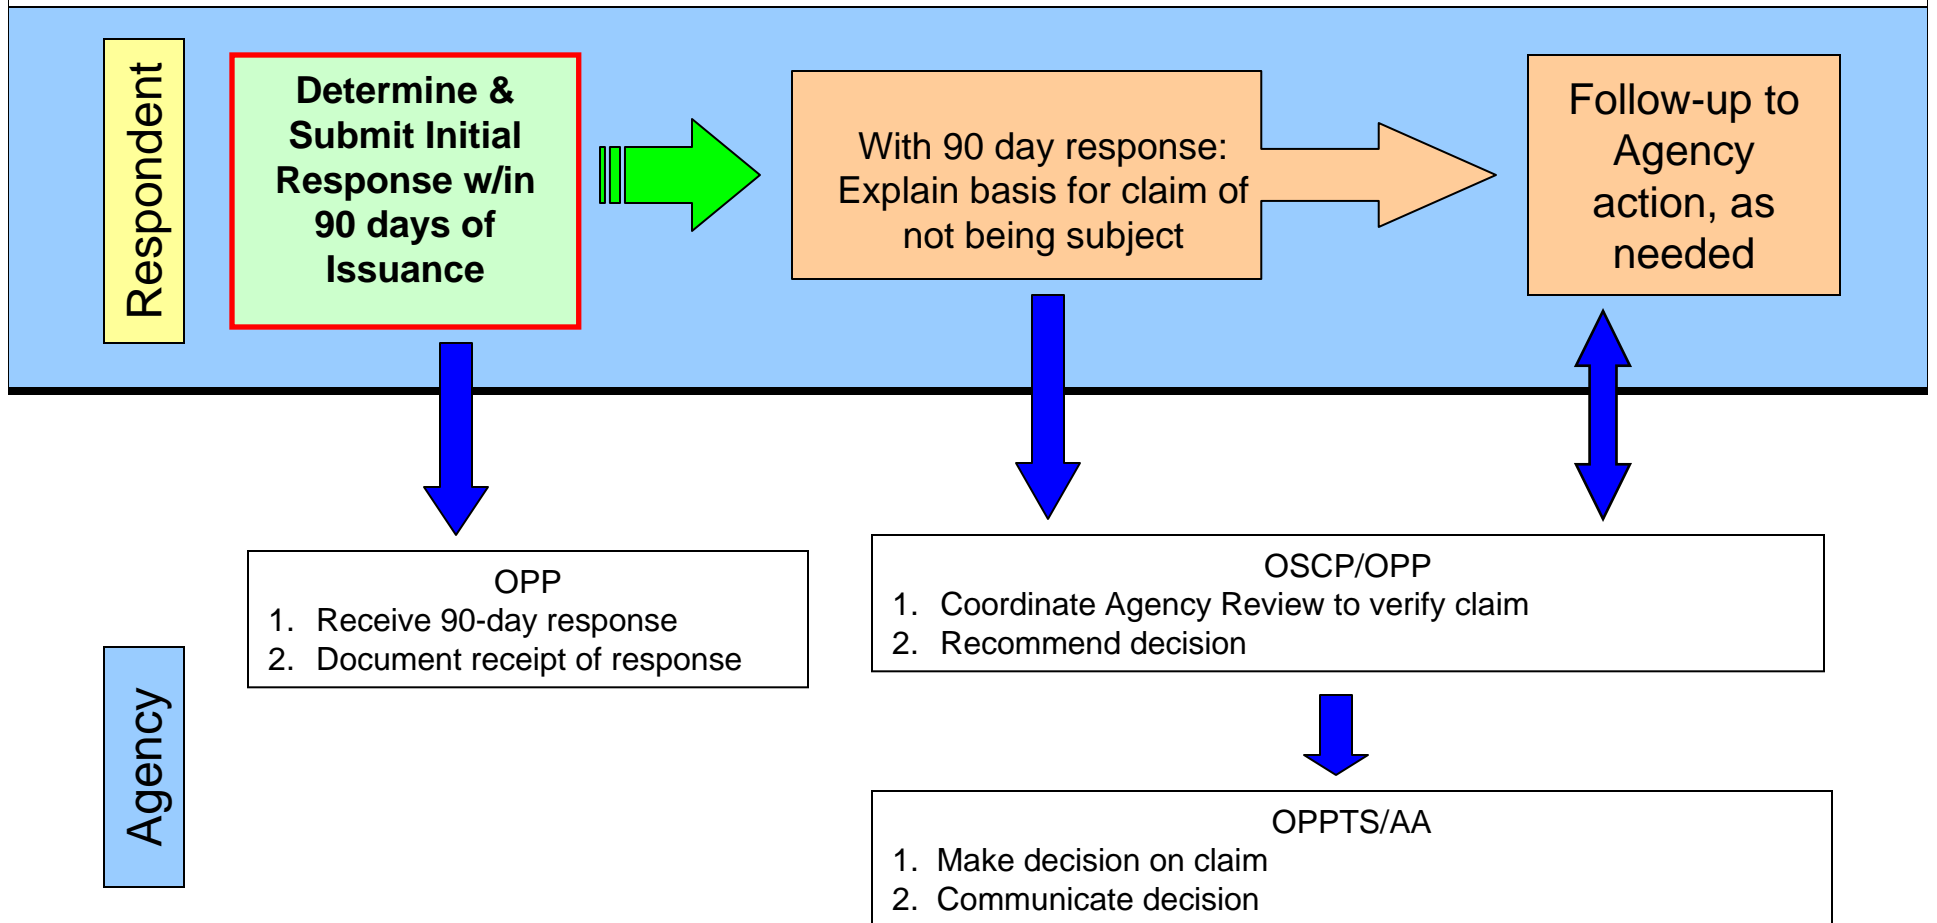 Respondent
Determine &
Submit Initial
Response w/in
90 days of
Issuance
With 90 day response:
Explain basis for claim of
not being subject
Follow-up to
Agency
action, as
needed
Agency
OPP
1. Receive 90-day response
2. Document receipt of response
OSCP/OPP
1. Coordinate Agency Review to verify claim
2. Recommend decision
OPPTS/AA
1. Make decision on claim
2. Communicate decision